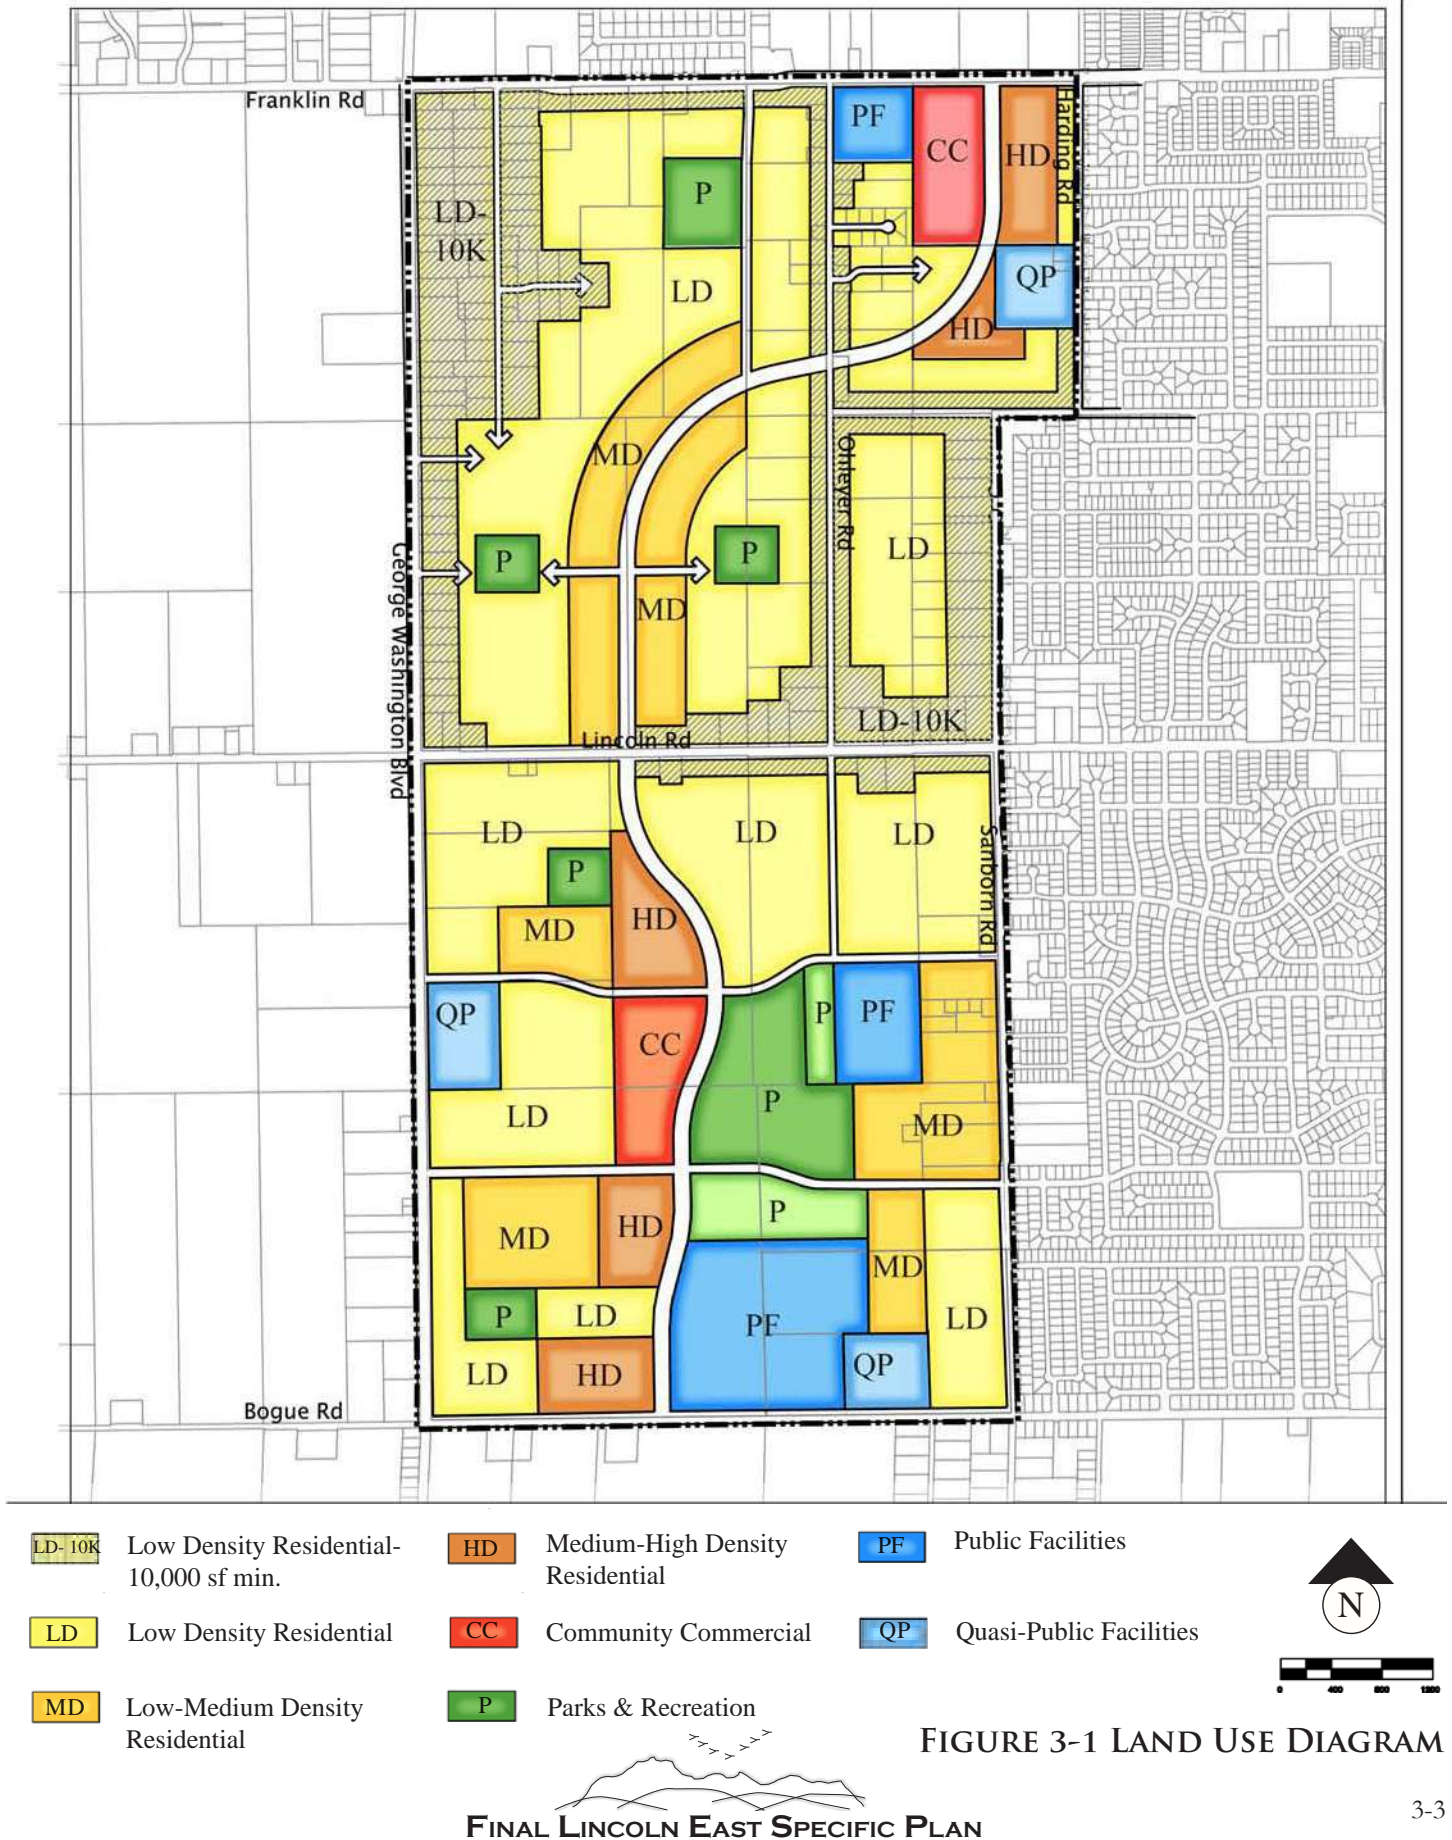 Franklin Rd
Harding Rd
PF
CC
HD
P
LD-
10K
LD
QP
HD
MD
Ohleyer Rd
LD
P
P
MD
George Washington Blvd
LD-10K
Lincoln Rd
LD
LD
LD
Sanborn Rd
P
MD
HD
QP
CC
P
PF
P
LD
MD
MD
HD
P
MD
P
LD
PF
LD
LD
HD
QP
Bogue Rd
LD- 10K
Low Density Residential-
10,000 sf min.
HD
Medium-High Density
Residential
PF
Public Facilities
LD
Low Density Residential
CC
Community Commercial
QP
Quasi-Public Facilities
MD
Low-Medium Density
Residential
P
Parks & Recreation
N
0 400 800 1200
Figure 3-1 Land Use Diagram
Final Lincoln East Specific Plan
3-3